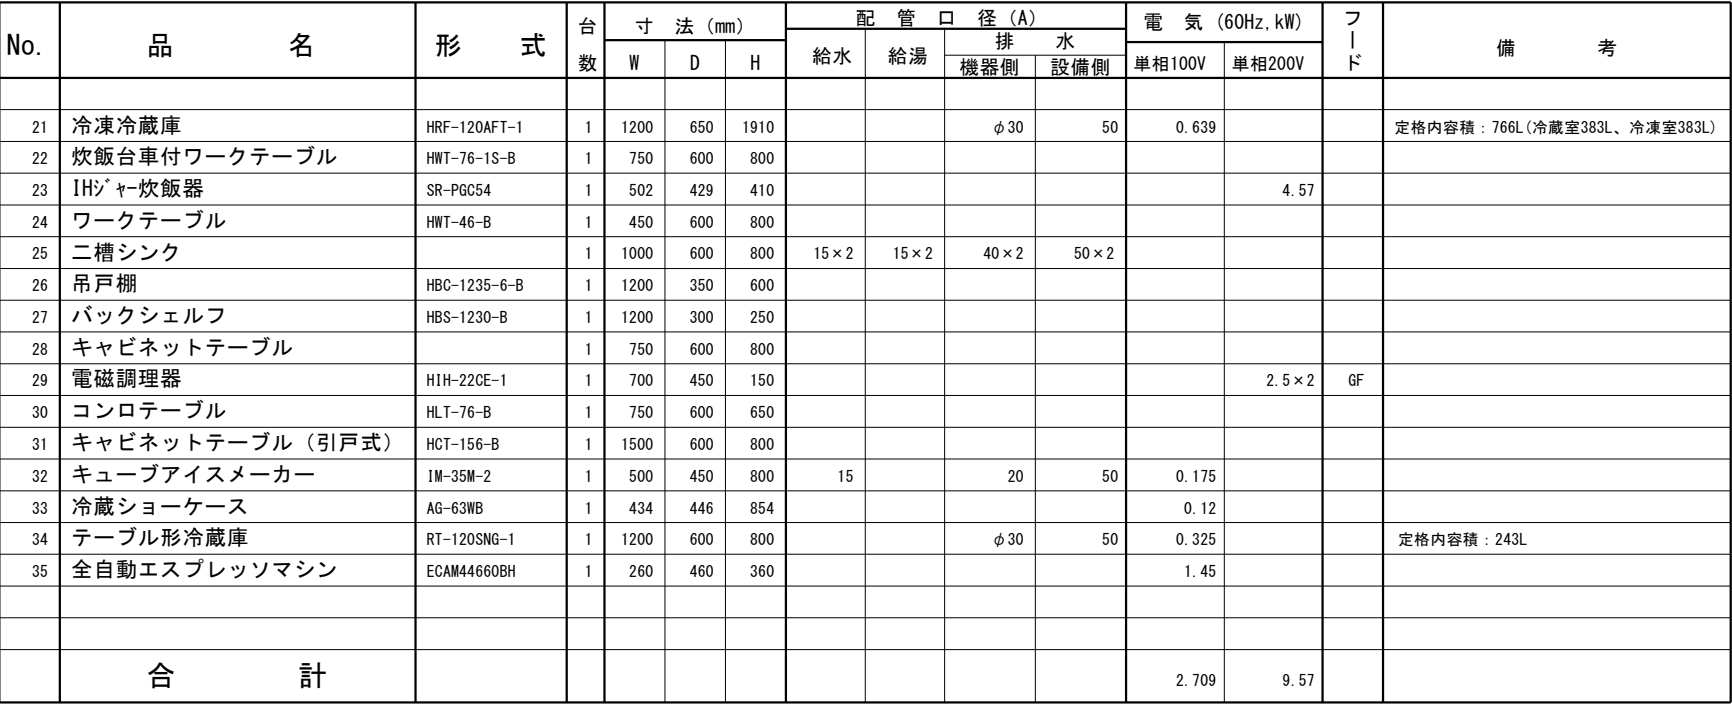 No. 品名 形式 台数 寸法(mm) 配管口径(A) 電気(60Hz,kW) フード 備考
W D H 給水 給湯 排水 単相100V 単相200V
機器側 設備側
21 冷凍冷蔵庫 HRF-120AFT-1 1 1200 650 1910 φ30 50 0.639 定格内容積：766L(冷蔵室383L、冷凍室383L)
22 炊飯台車付ワークテーブル HWT-76-1S-B 1 750 600 800
23 IHｼﾞｬｰ炊飯器 SR-PGC54 1 502 429 410 4.57
24 ワークテーブル HWT-46-B 1 450 600 800
25 二槽シンク 1 1000 600 800 15×2 15×2 40×2 50×2
26 吊戸棚 HBC-1235-6-B 1 1200 350 600
27 バックシェルフ HBS-1230-B 1 1200 300 250
28 キャビネットテーブル 1 750 600 800
29 電磁調理器 HIH-22CE-1 1 700 450 150 2.5×2 GF
30 コンロテーブル HLT-76-B 1 750 600 650
31 キャビネットテーブル（引戸式） HCT-156-B 1 1500 600 800
32 キューブアイスメーカー IM-35M-2 1 500 450 800 15 20 50 0.175
33 冷蔵ショーケース AG-63WB 1 434 446 854 0.12
34 テーブル形冷蔵庫 RT-120SNG-1 1 1200 600 800 φ30 50 0.325 定格内容積：243L
35 全自動エスプレッソマシン ECAM44660BH 1 260 460 360 1.45
合計 2.709 9.57